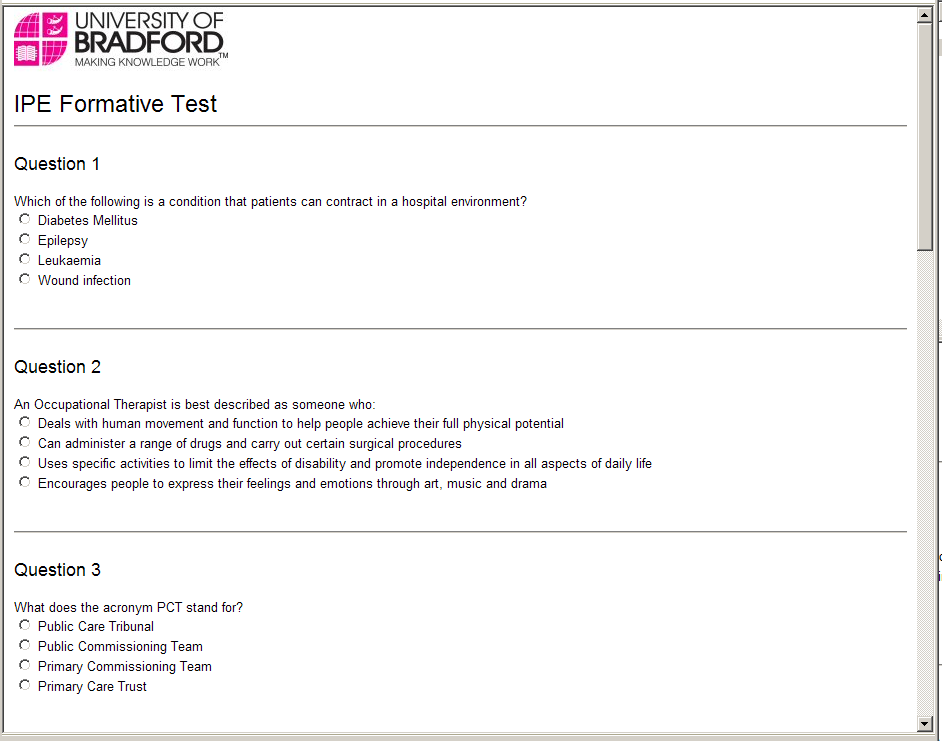 UNIVERSITY OF
BRADFORD
MAKING KNOWLEDGE WORK™
IPE Formative Test
Question 1
Which of the following is a condition that patients can contract in a hospital environment?
Diabetes Mellitus
Epilepsy
Leukaemia
Wound infection
Question 2
An Occupational Therapist is best described as someone who:
Deals with human movement and function to help people achieve their full physical potential
Can administer a range of drugs and carry out certain surgical procedures
Uses specific activities to limit the effects of disability and promote independence in all aspects of daily life
Encourages people to express their feelings and emotions through art, music and drama
Question 3
What does the acronym PCT stand for?
Public Care Tribunal
Public Commissioning Team
Primary Commissioning Team
Primary Care Trust